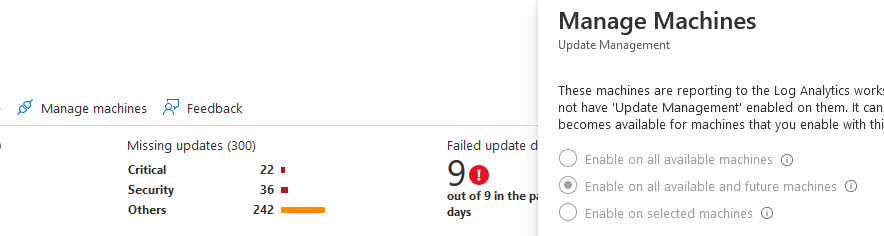 Manage Machines
Update Management
These machines are reporting to the Log Analytics
not have 'Update Management' enabled on them. It can
becomes available for machines that you enable with
Enable on all available machines
Enable on all available and future machines
Enable on selected machines
Manage machines
Feedback
Missing updates (300)
Critical 22
Security 36
Others 242
Failed update
9
out of 9 in the
days